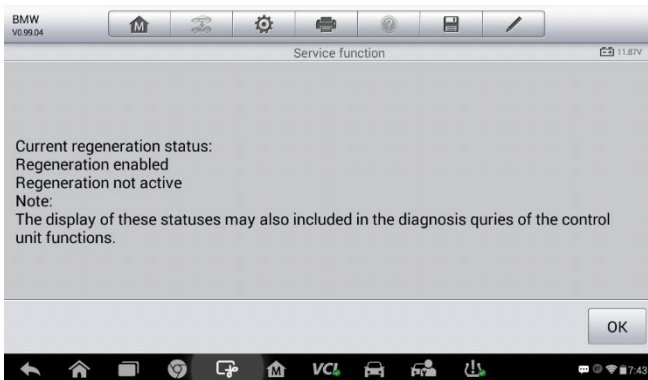 BMW
V0.99.04
M
Service function
11.87V
Current regeneration status:
Regeneration enabled
Regeneration not active
Note:
The display of these statuses may also included in the diagnosis quries of the control
unit functions.
OK
M
VCI
7:43